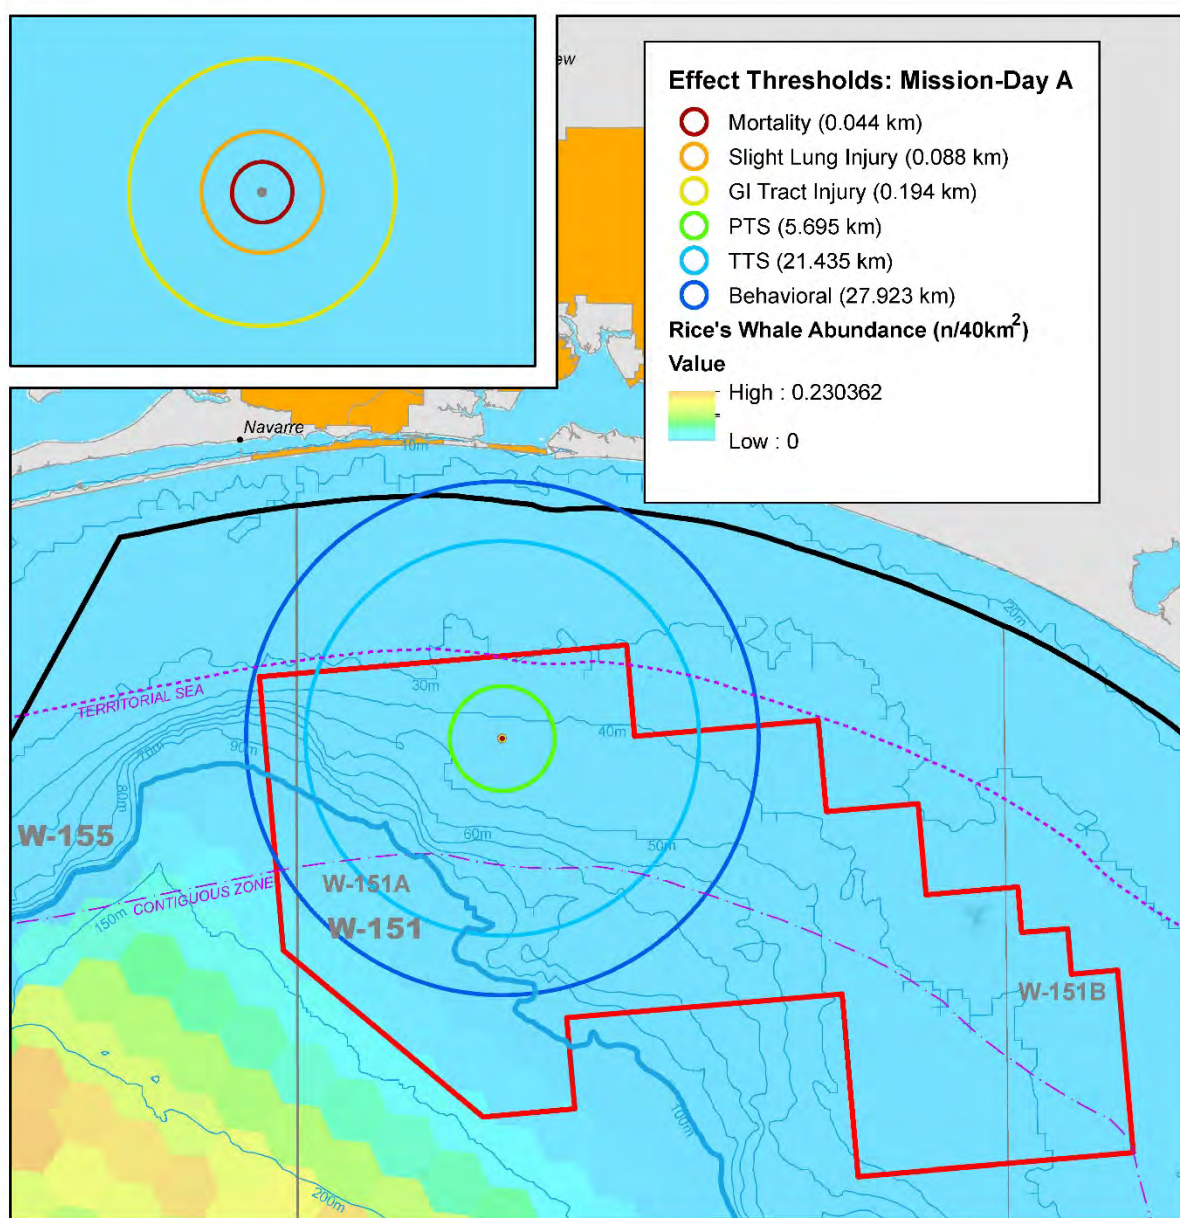 ew
Effect Thresholds: Mission-Day A
Mortality (0.044 km)
Slight Lung Injury (0.088 km)
GI Tract Injury (0.194 km)
PTS (5.695 km)
TTS (21.435 km)
Behavioral (27.923 km)
Rice's Whale Abundance (n/40km²)
Value
High : 0.230362
Low : 0
Navarre
10m
20m
TERRITORIAL SEA
30m
40m
70m
90m
80m
W-155
60m
50m
CONTIGUOUS ZONE
W-151A
150m
W-151
W-151B
100m
200m